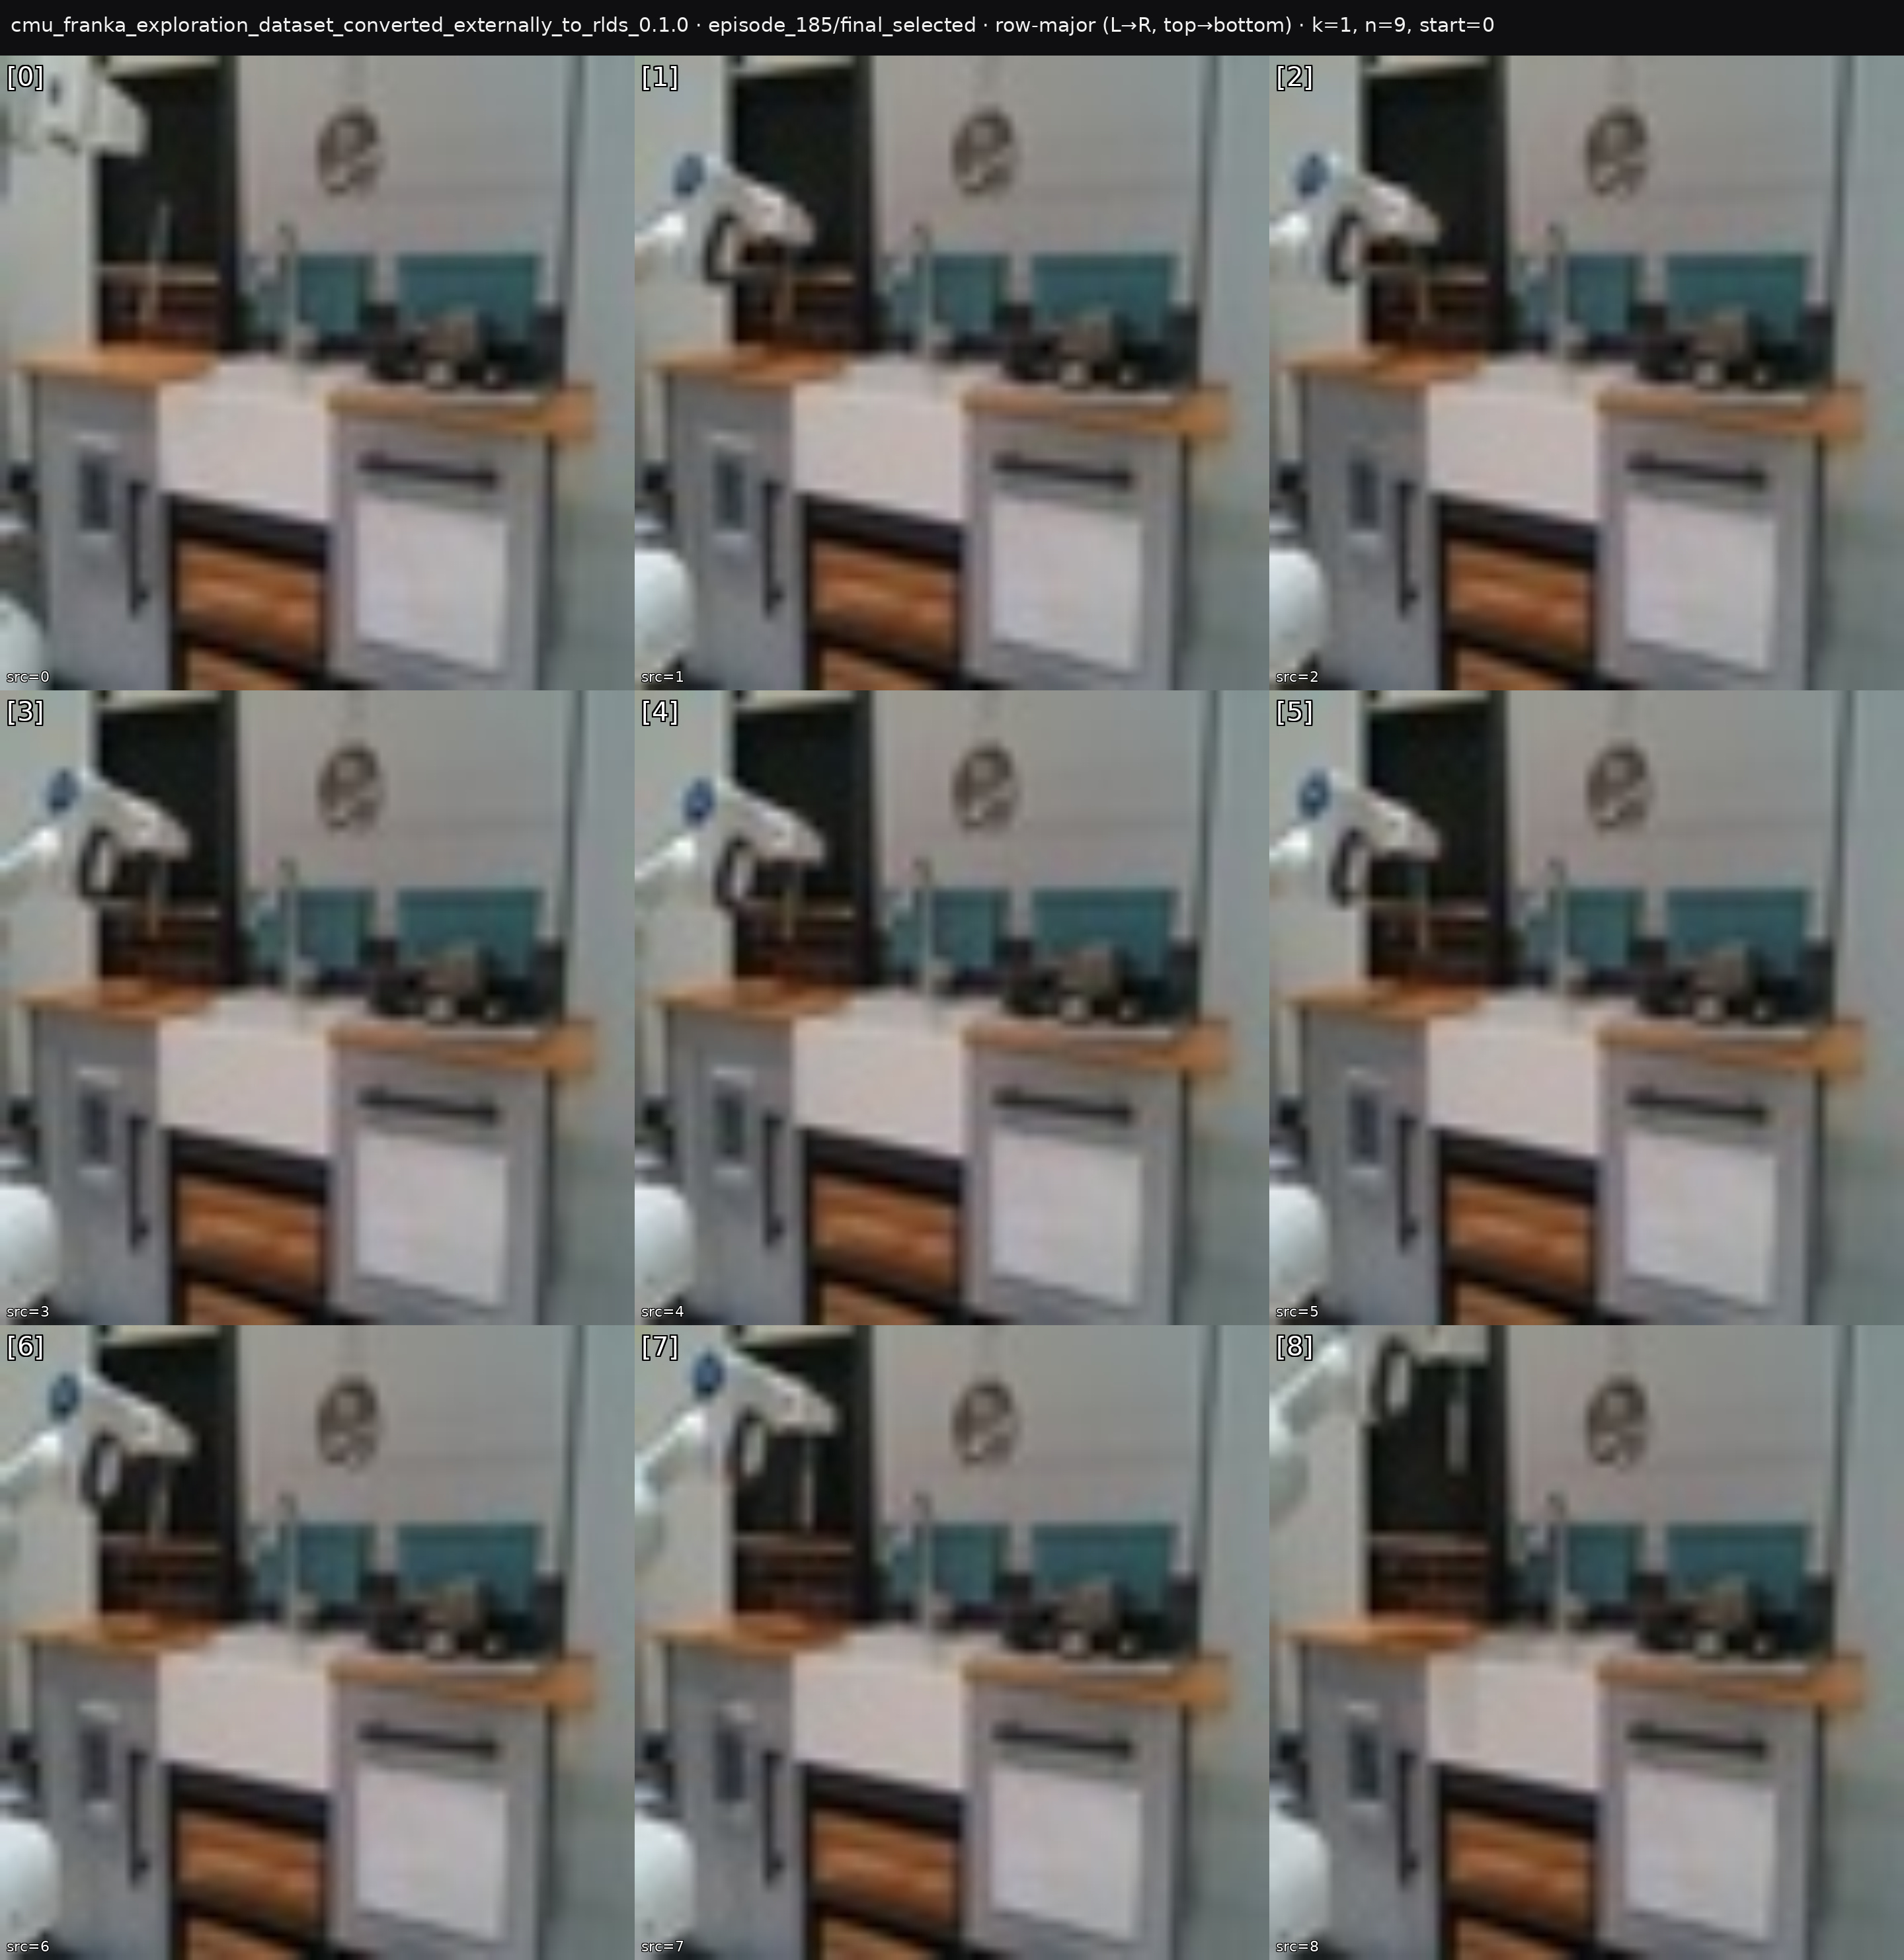 cmu_franka_exploration_dataset_converted_externally_to_rlds_0.1.0 · episode_185/final_selected · row-major (L→R, top→bottom) · k=1, n=9, start=0
[0]
[1]
[2]
src=0
src=1
src=2
[3]
[4]
[5]
src=3
src=4
src=5
[6]
[7]
[8]
src=6
src=7
src=8